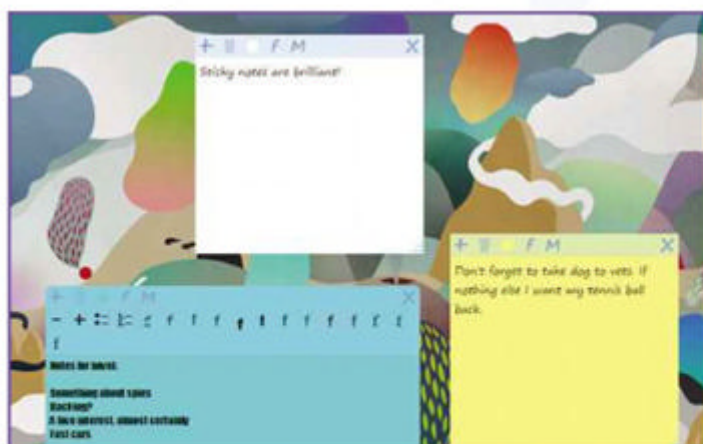 + F M X
Sticky notes are brilliant!
+ F M X
Don't forget to take dog to vets. If
nothing else I want my tennis ball
back.
+ F M X
- + f f f f f f f f f f f
f
Notes for novel:
Something about spies
Hacking?
A love interest, almost certainly
Fast cars